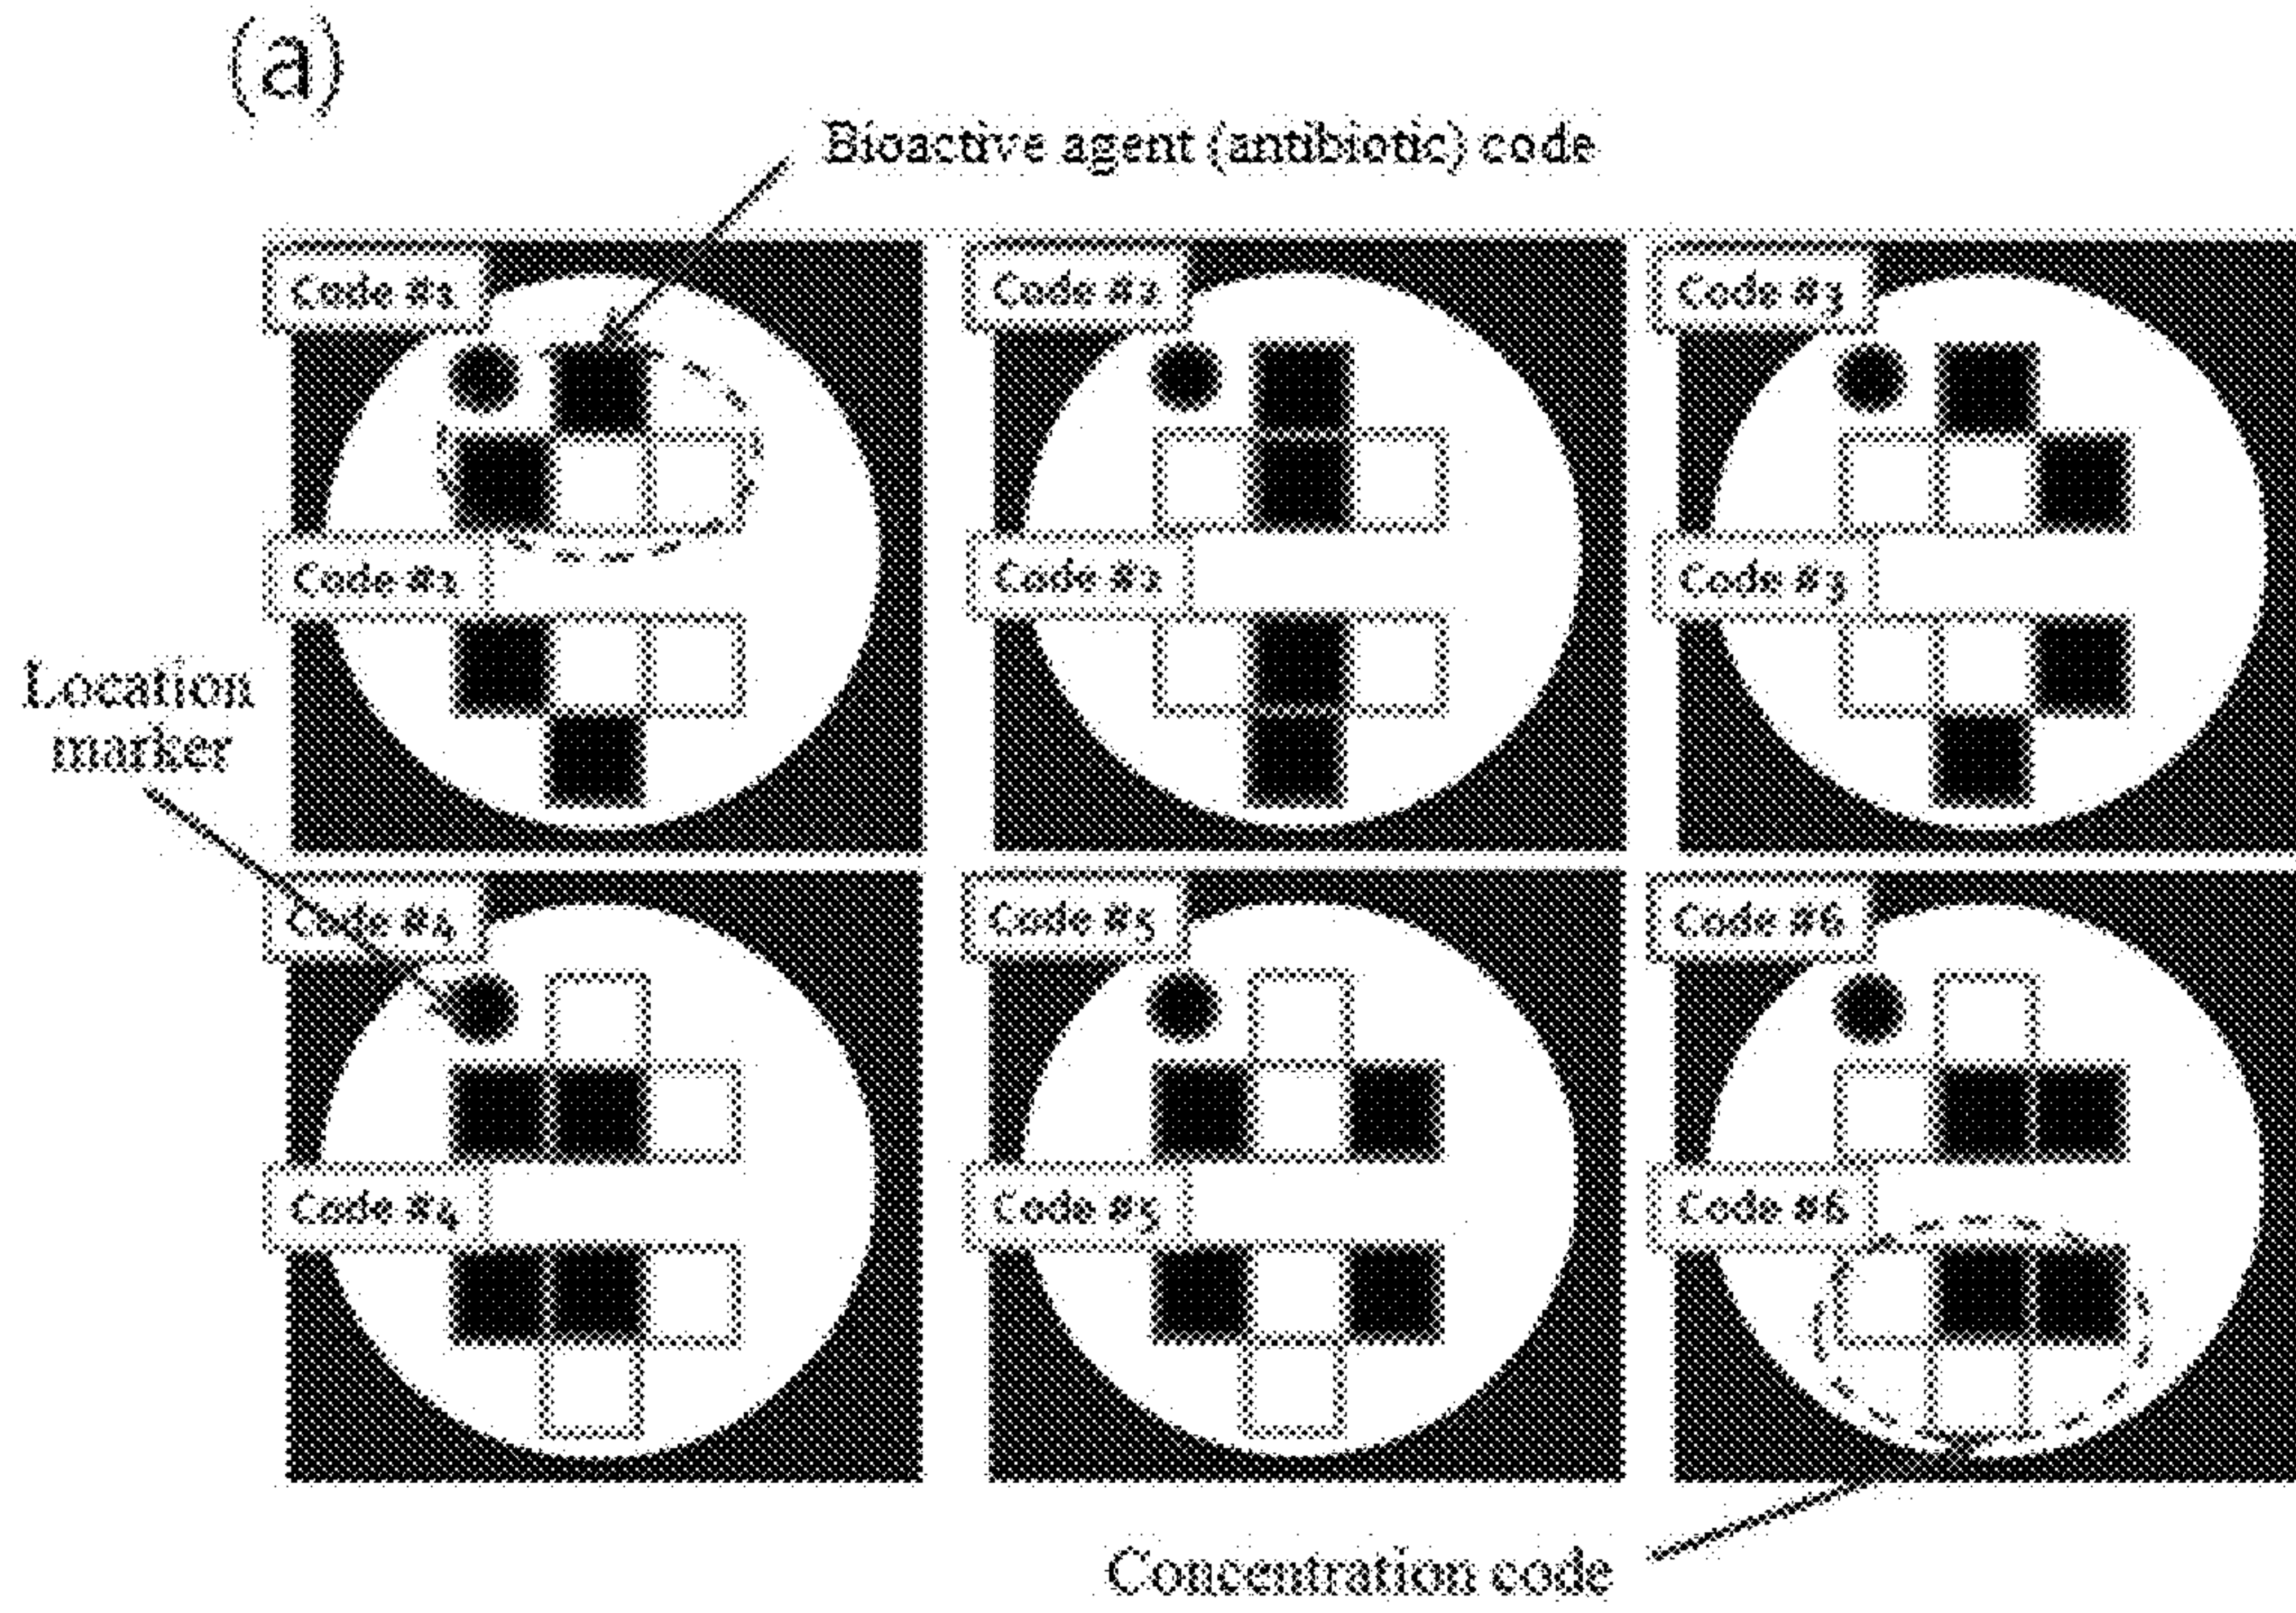 (a)
Bioactive agent (antibiotic) code
Code #1
Code #2
Code #3
Code #1
Code #2
Code #3
Location
marker
Code #4
Code #5
Code #6
Code #4
Code #5
Code #6
Concentration code